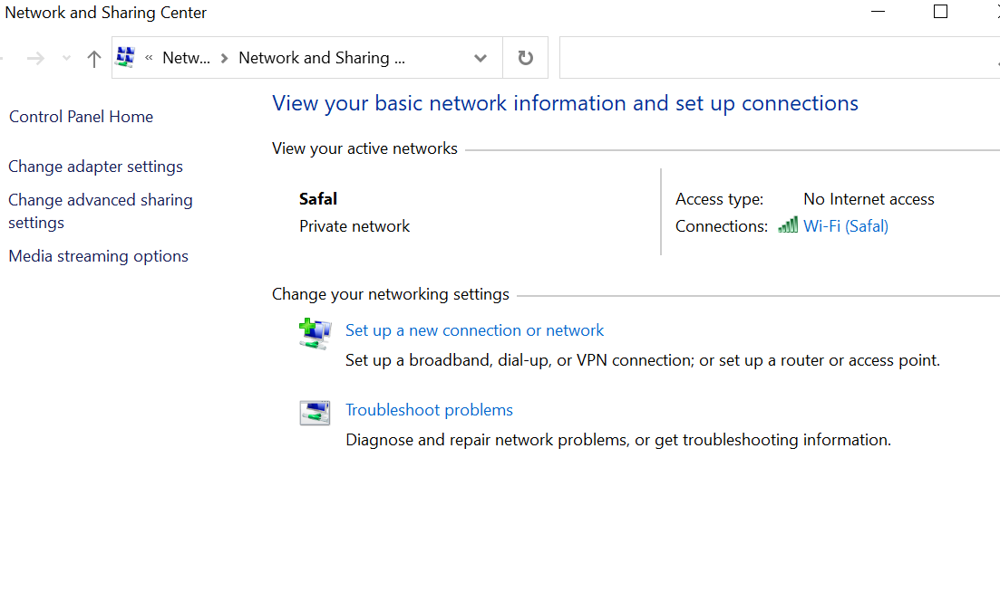 Network and Sharing Center
« Netw... > Network and Sharing ...
Control Panel Home
Change adapter settings
Change advanced sharing
settings
Media streaming options
View your basic network information and set up connections
View your active networks
Safal
Private network
Access type: No Internet access
Connections: Wi-Fi (Safal)
Change your networking settings
Set up a new connection or network
Set up a broadband, dial-up, or VPN connection; or set up a router or access point.
Troubleshoot problems
Diagnose and repair network problems, or get troubleshooting information.